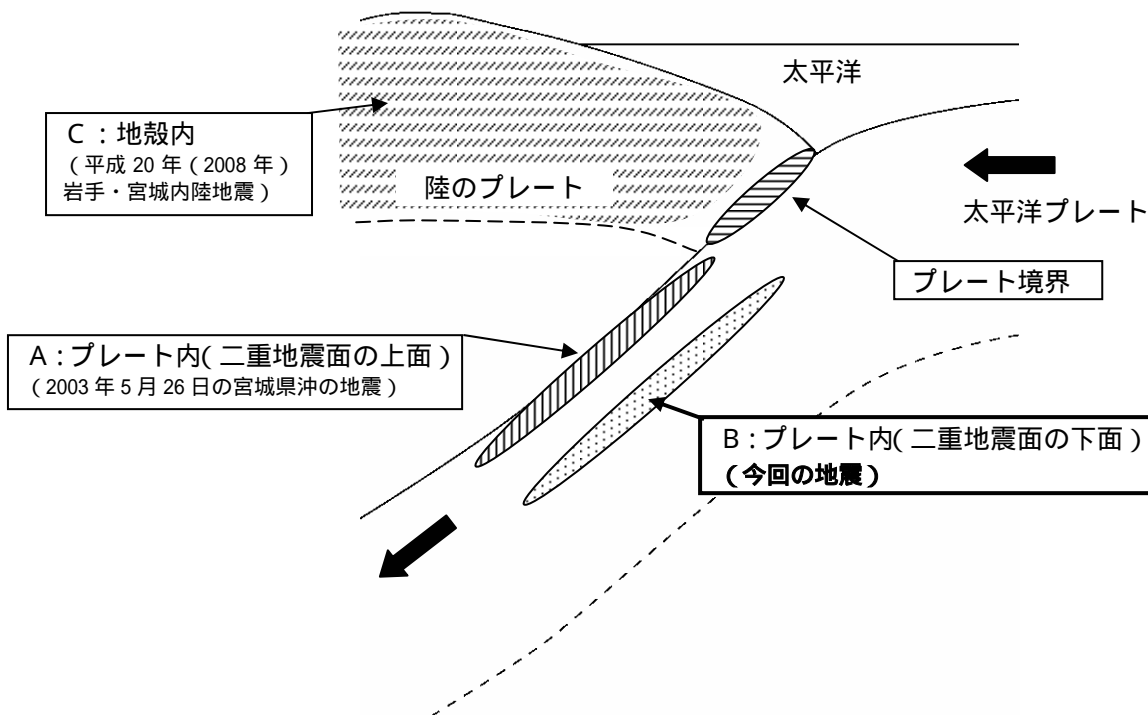 太平洋
C:地殻内
(平成 20 年(2008 年)
岩手・宮城内陸地震)
陸のプレート
太平洋プレート
プレート境界
A:プレート内(二重地震面の上面)
(2003 年 5 月 26 日の宮城県沖の地震)
B:プレート内(二重地震面の下面)
(今回の地震)